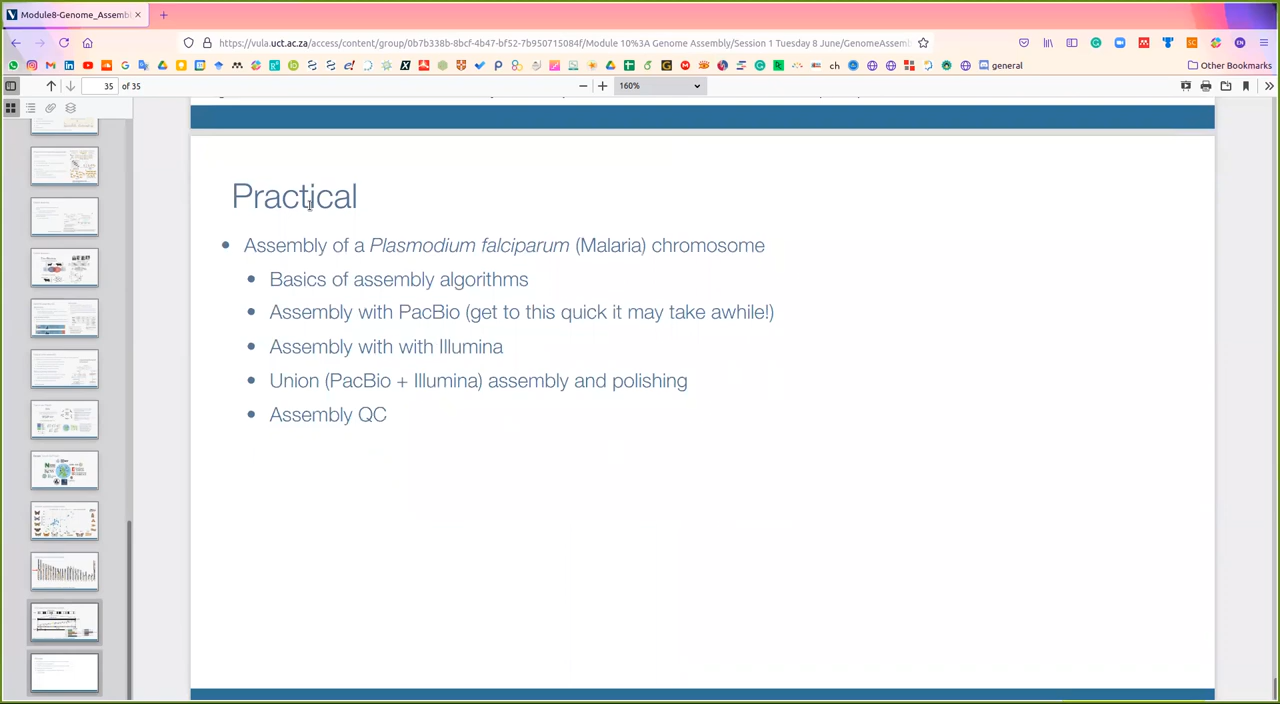 Module8-Genome_Assembl
https://vula.uct.ac.za/access/content/group/0b7b338b-8bcf-4b47-bf52-7b950715084f/Module 10%3A Genome Assembly/Session 1 Tuesday 8 June/GenomeAssemb
ch
general
Other Bookmarks
35 of 35
160%
Practical
• Assembly of a Plasmodium falciparum (Malaria) chromosome
• Basics of assembly algorithms
• Assembly with PacBio (get to this quick it may take awhile!)
• Assembly with with Illumina
• Union (PacBio + Illumina) assembly and polishing
• Assembly QC